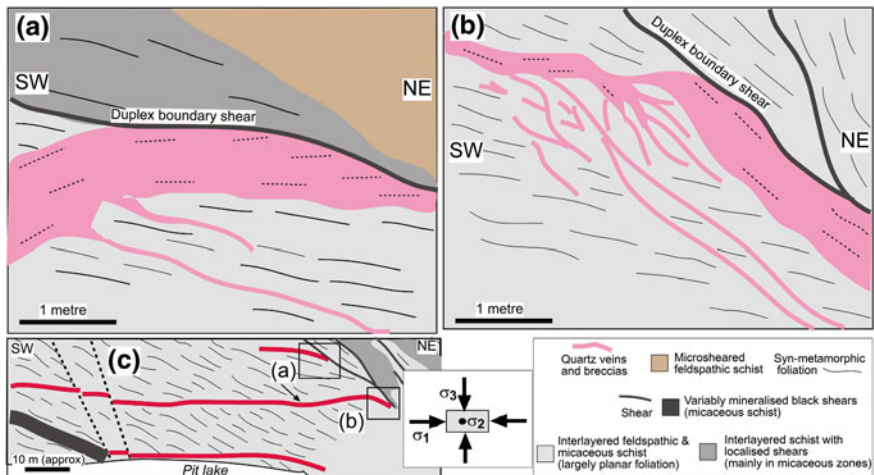 (a)
SW
NE
Duplex boundary shear
1 metre
(b)
Duplex boundary shear
SW
NE
1 metre
SW
(c)
NE
(a)
(b)
10 m (approx)
Pit lake
σ3
σ1
σ2
Quartz veins
and breccias
Microsheared
feldspathic schist
Syn-metamorphic
foliation
Shear
Variably mineralised black shears
(micaceous schist)
Interlayered feldspathic &
micaceous schist
(largely planar foliation)
Interlayered schist with
localised shears
(mainly in micaceous zones)